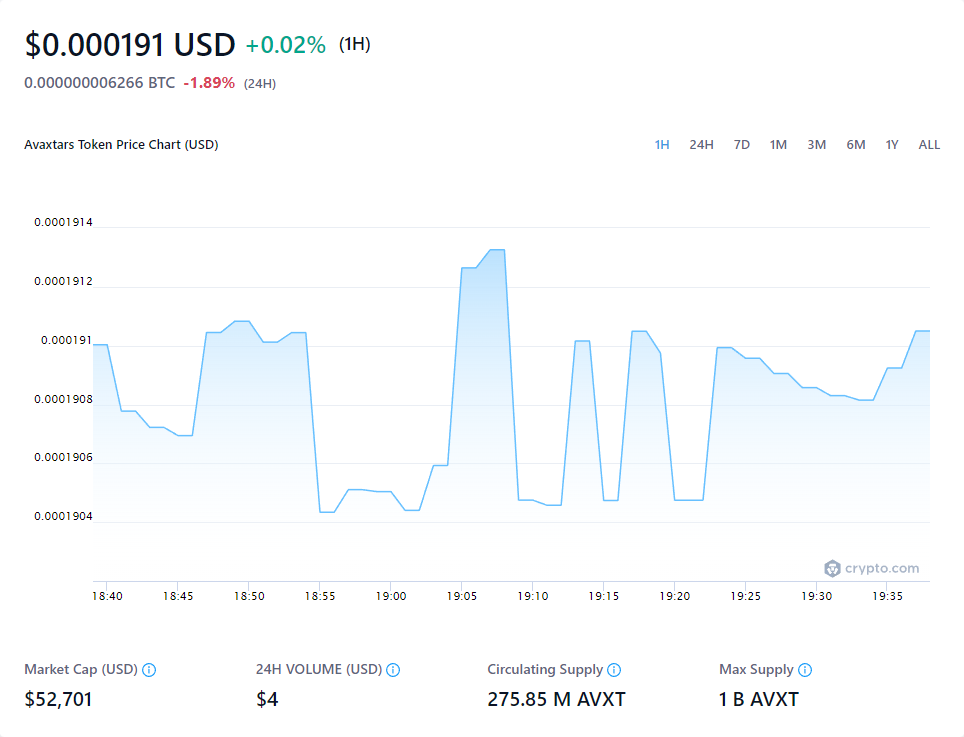 $0.000191 USD +0.02% (1H)
0.000000006266 BTC -1.89% (24H)
Avaxtars Token Price Chart (USD) 1H 24H 7D 1M 3M 6M 1Y ALL
0.0001914
0.0001912
0.000191
0.0001908
0.0001906
0.0001904
crypto.com
18:40 18:45 18:50 18:55 19:00 19:05 19:10 19:15 19:20 19:25 19:30 19:35
Market Cap (USD) 24H VOLUME (USD) Circulating Supply Max Supply
$52,701 $4 275.85 M AVXT 1 B AVXT